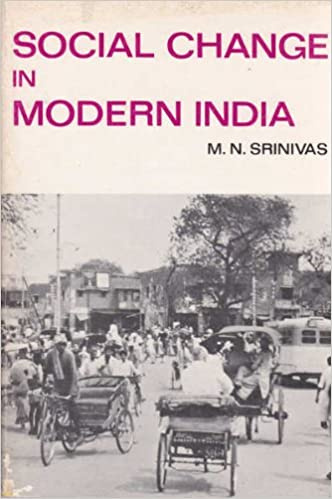 SOCIAL CHANGE
IN
MODERN INDIA
M. N. SRINIVAS